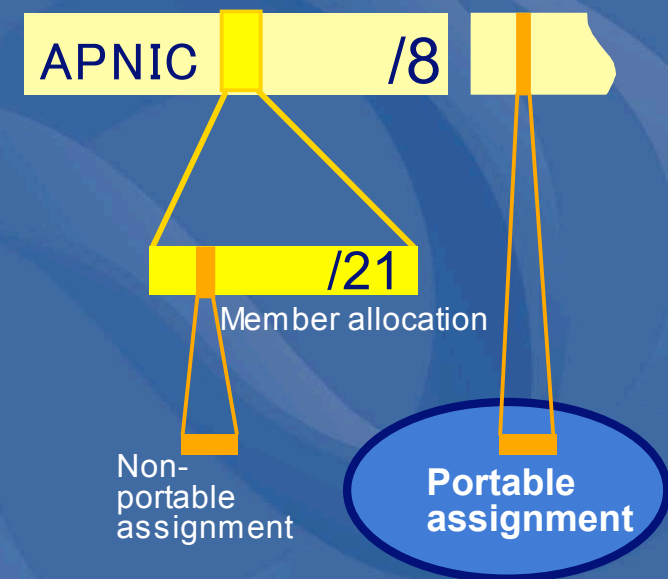 APNIC /8
/21
Member allocation
Non-
portable
assignment
Portable
assignment